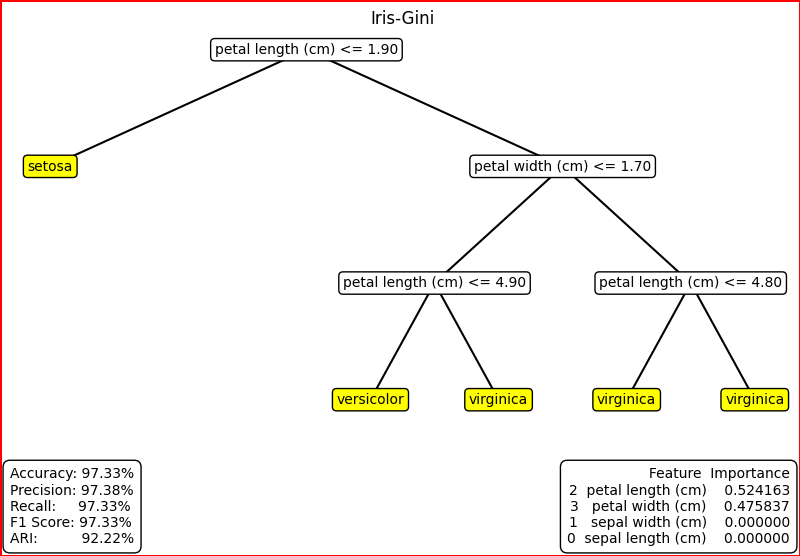 Iris-Gini
petal length (cm) <= 1.90
setosa
petal width (cm) <= 1.70
petal length (cm) <= 4.90
petal length (cm) <= 4.80
versicolor
virginica
virginica
virginica
Accuracy: 97.33%
Precision: 97.38%
Recall: 97.33%
F1 Score: 97.33%
ARI: 92.22%
Feature Importance
2 petal length (cm) 0.524163
3 petal width (cm) 0.475837
1 sepal width (cm) 0.000000
0 sepal length (cm) 0.000000